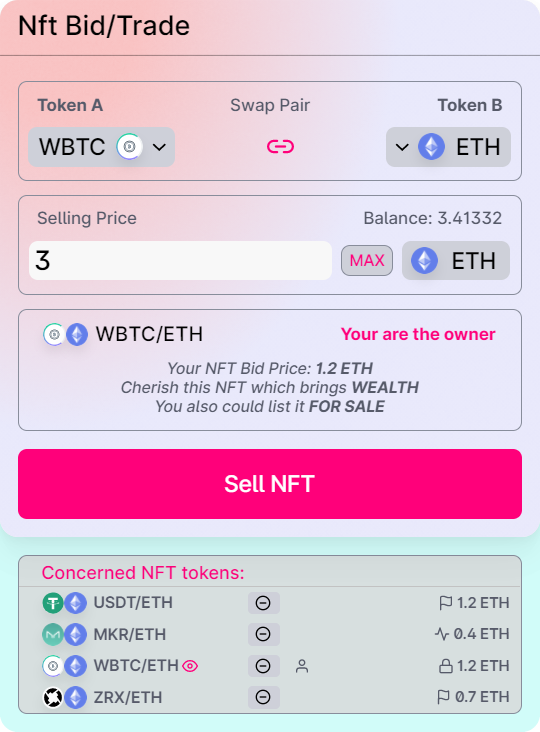 Nft Bid/Trade
Token A Swap Pair Token B
WBTC ETH
Selling Price Balance: 3.41332
3 MAX ETH
WBTC/ETH Your are the owner
Your NFT Bid Price: 1.2 ETH
Cherish this NFT which brings WEALTH
You also could list it FOR SALE
Sell NFT
Concerned NFT tokens:
USDT/ETH 1.2 ETH
MKR/ETH 0.4 ETH
WBTC/ETH 1.2 ETH
ZRX/ETH 0.7 ETH